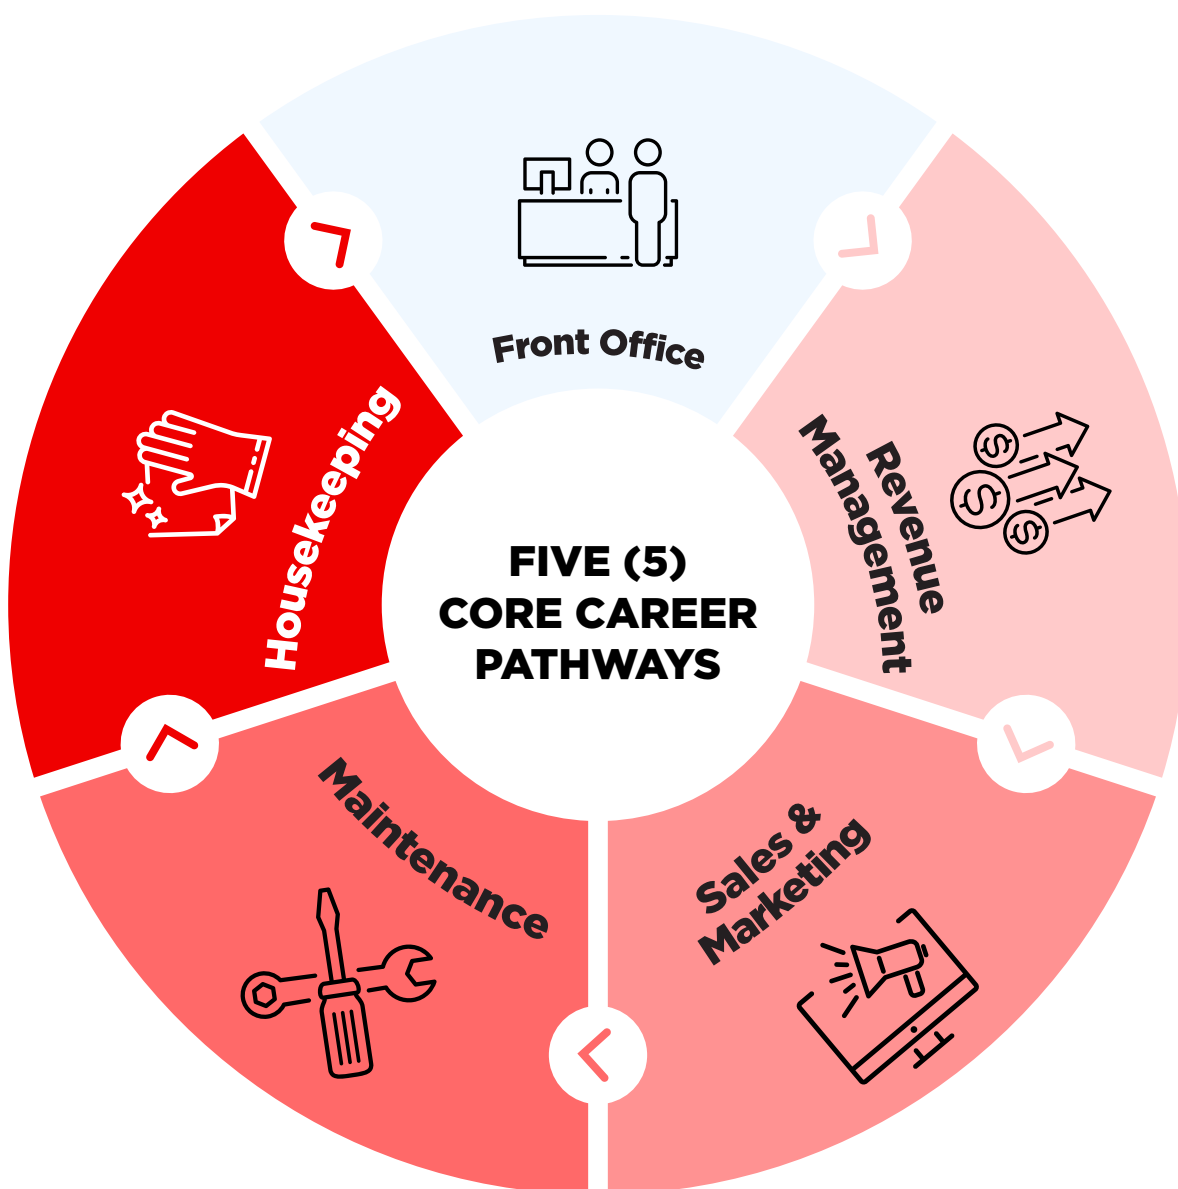 Front Office
Revenue
Management
Sales &
Marketing
Maintenance
Housekeeping
FIVE (5)
CORE CAREER
PATHWAYS